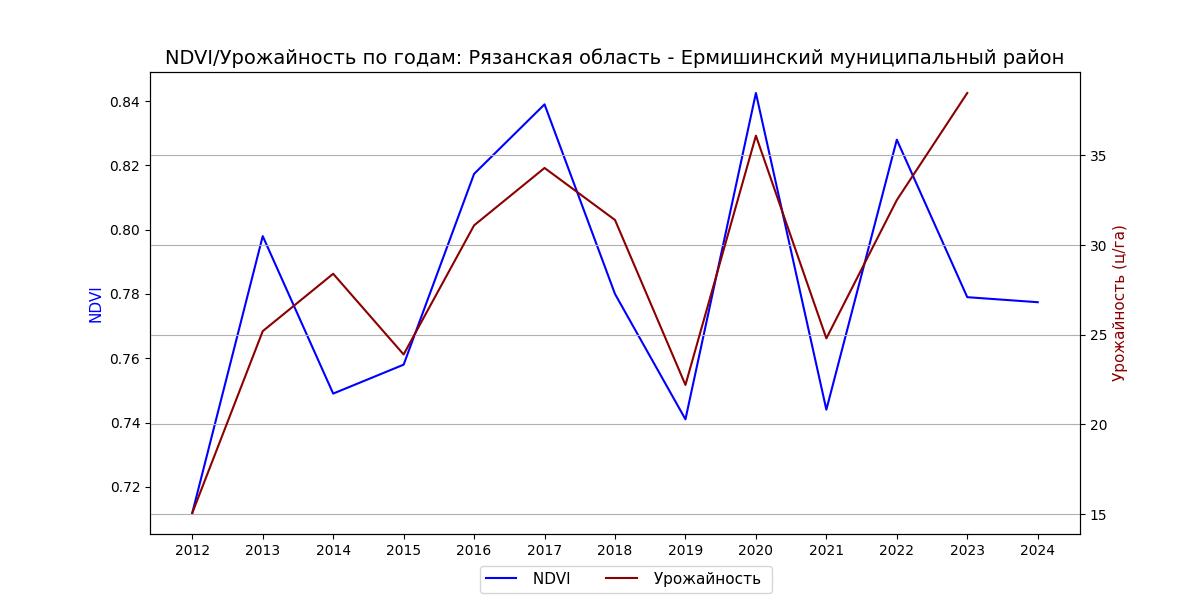 NDVI/Урожайность по годам: Рязанская область - Ермишинский муниципальный район
0.84
0.82
0.80
0.78
0.76
0.74
0.72
NDVI
35
30
25
20
15
Урожайность (ц/га)
2012 2013 2014 2015 2016 2017 2018 2019 2020 2021 2022 2023 2024
NDVI Урожайность